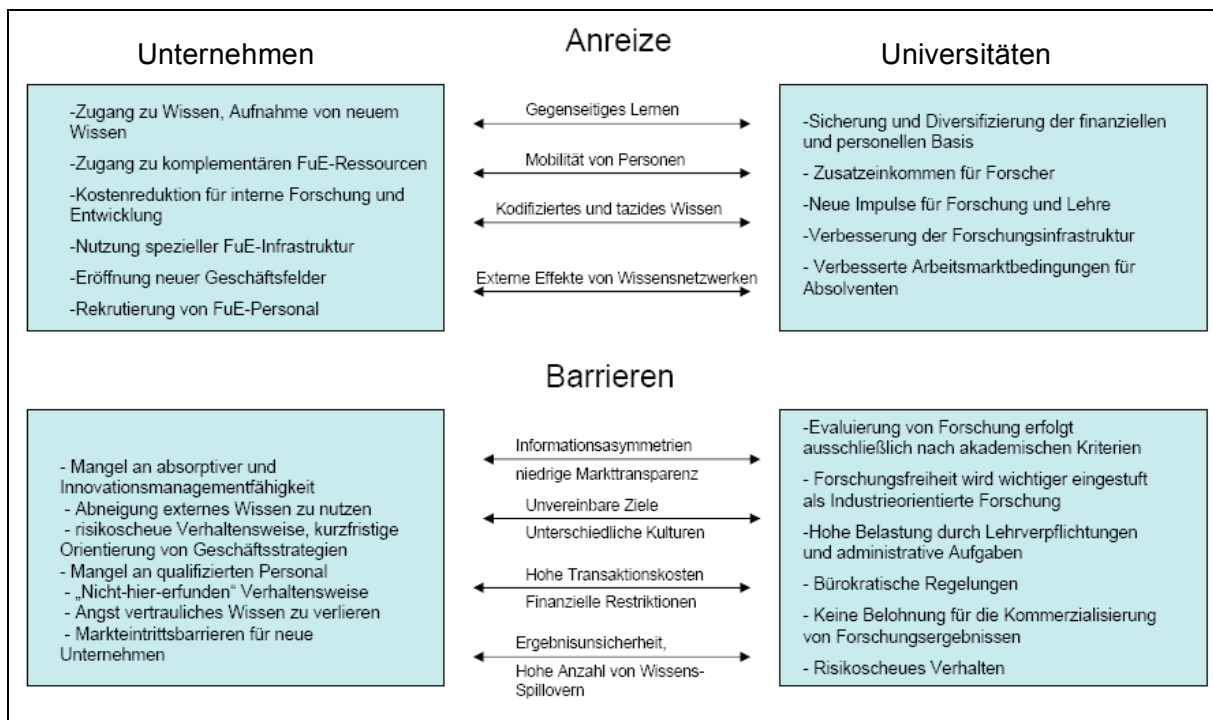 Unternehmen
Anreize
Universitäten
-Zugang zu Wissen, Aufnahme von neuem
Wissen
-Zugang zu komplementären FuE-Ressourcen
-Kostenreduktion für interne Forschung und
Entwicklung
-Nutzung spezieller FuE-Infrastruktur
-Eröffnung neuer Geschäftsfelder
-Rekrutierung von FuE-Personal
Gegenseitiges Lernen
Mobilität von Personen
Kodifiziertes und tazides Wissen
Externe Effekte von Wissensnetzwerken
-Sicherung und Diversifizierung der finanziellen
und personellen Basis
- Zusatzeinkommen für Forscher
-Neue Impulse für Forschung und Lehre
-Verbesserung der Forschungsinfrastruktur
- Verbesserte Arbeitsmarktbedingungen für
Absolventen
Barrieren
- Mangel an absorptiver und
Innovationsmanagementfähigkeit
- Abneigung externes Wissen zu nutzen
- risikoscheue Verhaltensweise, kurzfristige
Orientierung von Geschäftsstrategien
- Mangel an qualifizierten Personal
- „Nicht-hier-erfunden" Verhaltensweise
- Angst vertrauliches Wissen zu verlieren
- Markteintrittsbarrieren für neue
Unternehmen
Informationsasymmetrien
niedrige Markttransparenz
Unvereinbare Ziele
Unterschiedliche Kulturen
Hohe Transaktionskosten
Finanzielle Restriktionen
Ergebnisunsicherheit,
Hohe Anzahl von Wissens-
Spillovern
-Evaluierung von Forschung erfolgt
ausschließlich nach akademischen Kriterien
- Forschungsfreiheit wird wichtiger eingestuft
als Industrieorientierte Forschung
-Hohe Belastung durch Lehrverpflichtungen
und administrative Aufgaben
- Bürokratische Regelungen
- Keine Belohnung für die Kommerzialisierung
von Forschungsergebnissen
- Risikoscheues Verhalten